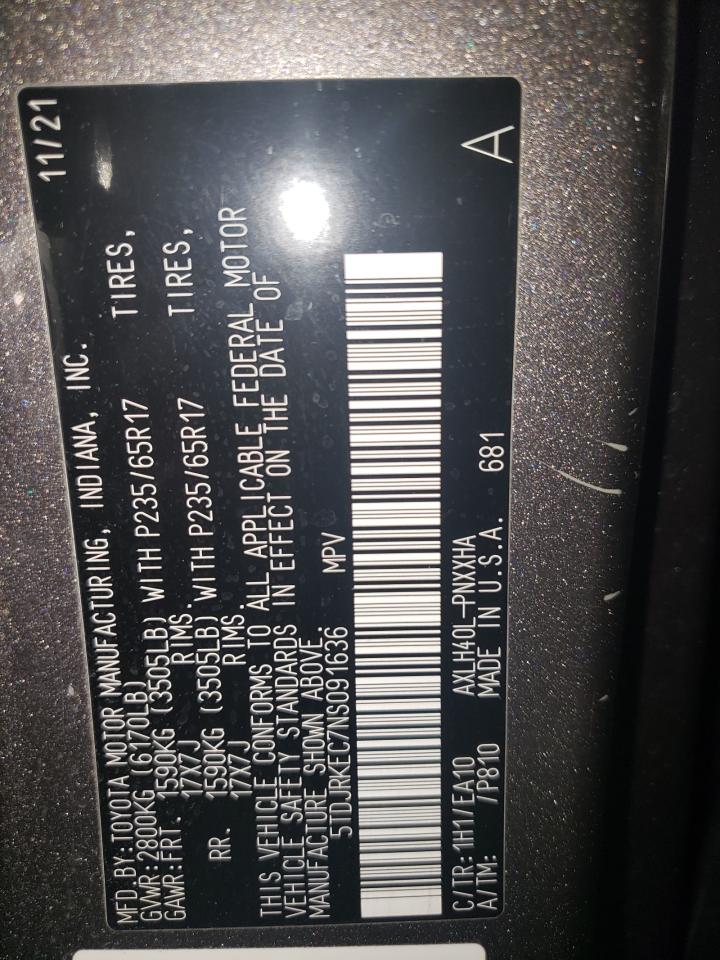 MFD.BY:TOYOTA MOTOR MANUFACTURING, INDIANA, INC. 11/21
GVWR:2800KG (6170LB)
GAWR:FRT. 1590KG (3505LB) WITH P235/65R17 TIRES,
17X7J RIMS.
RR. 1590KG (3505LB) WITH P235/65R17 TIRES,
17X7J RIMS.
THIS VEHICLE CONFORMS TO ALL APPLICABLE FEDERAL MOTOR
VEHICLE SAFETY STANDARDS IN EFFECT ON THE DATE OF
MANUFACTURE SHOWN ABOVE.
5TDJRKEC7NS091636 MPV
C/TR:1H1/EA10 AXLH40L-PNXXHA
A/TM: /P810 MADE IN U.S.A. 681 A